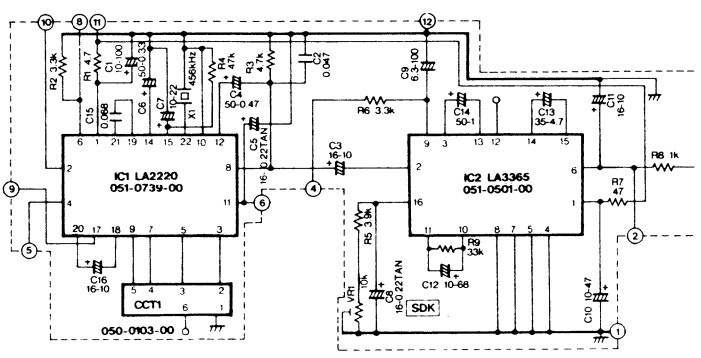 10 8 11 12
R2 3.3k
R1 4.7
C1
10-100
C6
50-0.33
C7
10-22
456kHz
X1
R4
47k
C4
50-0.47
R3
4.7k
C2
0.047
C15
0.068
C5
16-0.22TAN
C9
6.3-100
R6 3.3k
C14
50-1
C13
35-4.7
C11
16-10
6 1 21 19 14 15 22 10 12
9 3 13 12 14 15
IC1 LA2220
051-0739-00
2
4
8
11
C3
16-10
IC2 LA3365
051-0501-00
2
16
6
1
R8 1k
R7
47
9
5
6
4
2
20 17 18 9 7 5 3
C16
16-10
5 4 3 2
CCT1
6 1
050-0103-00
R5 3.9k
VR1
10k
C8
16-0.22TAN
11 10 8 7 5 4
R9
33k
C12 10-68
SDK
C10 10-47
1